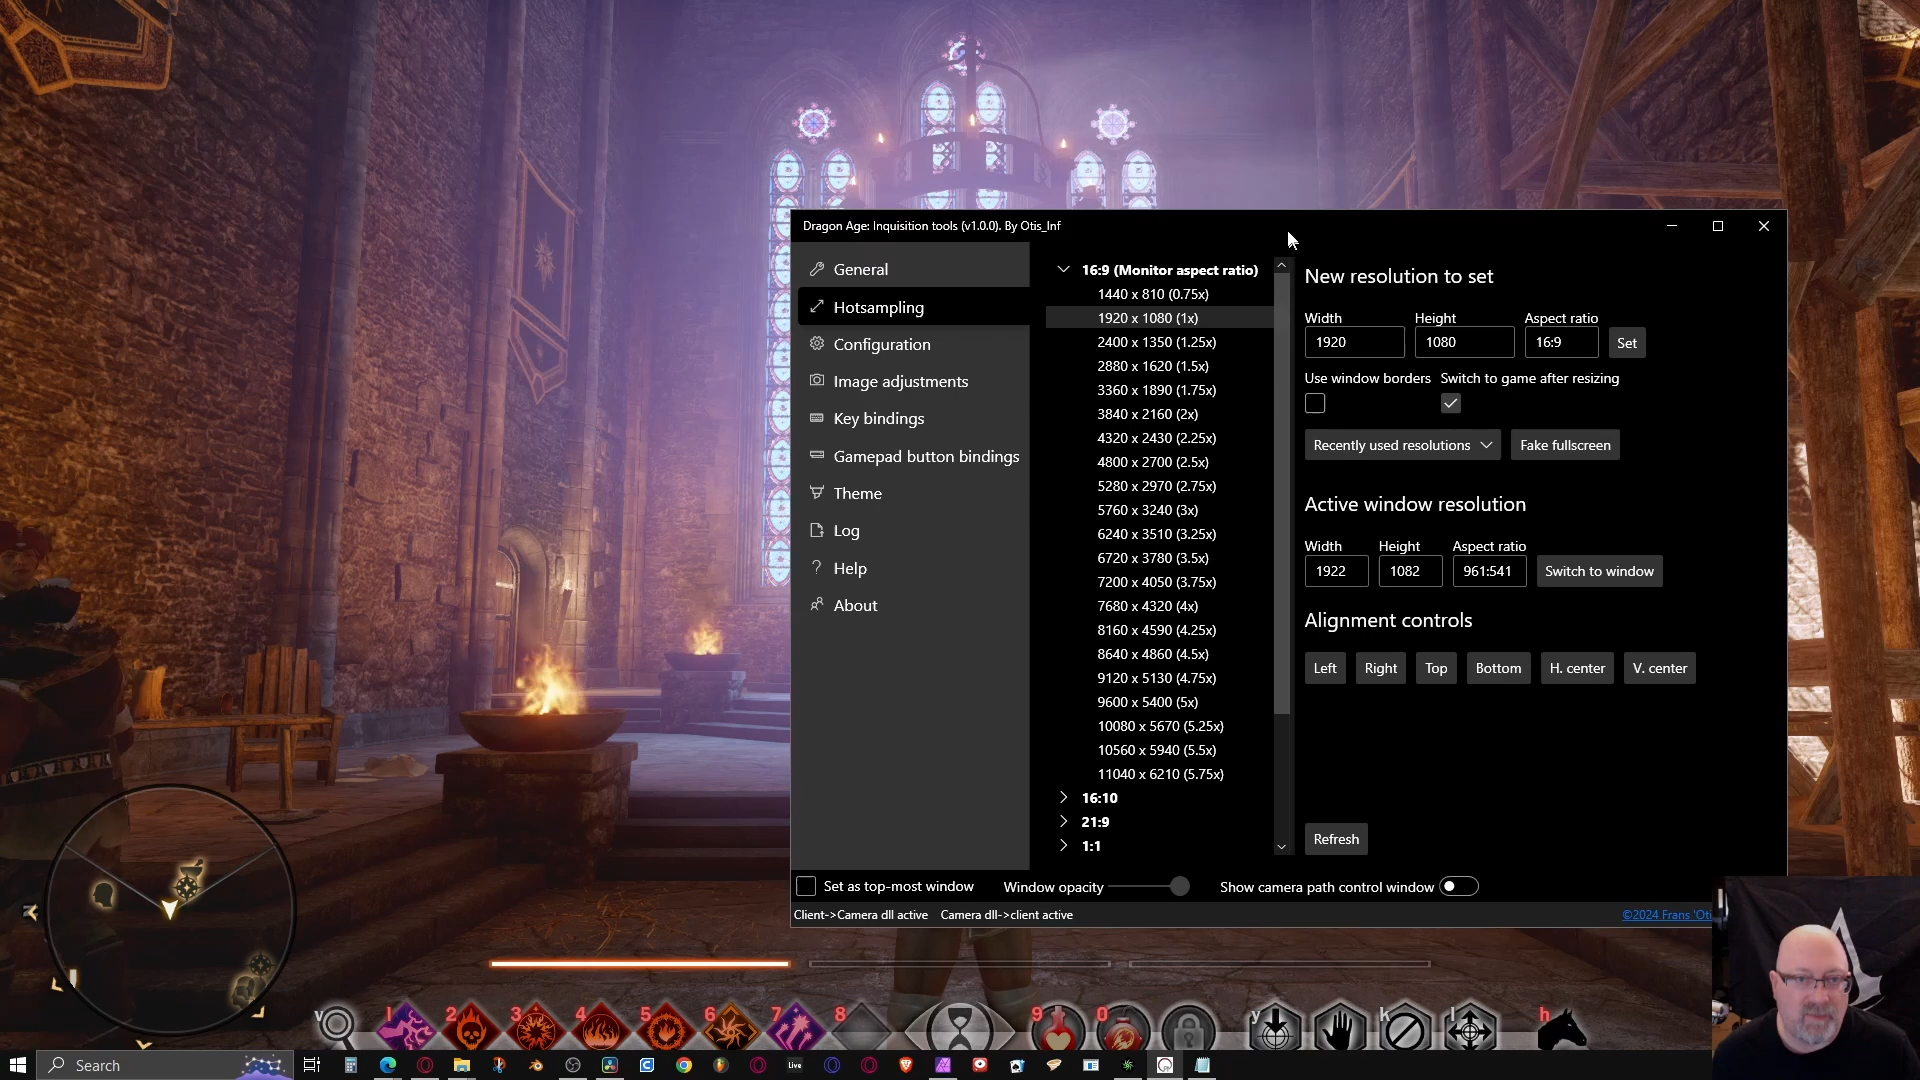 Dragon Age: Inquisition tools (v1.0.0). By Otis_Inf
General
Hotsampling
Configuration
Image adjustments
Key bindings
Gamepad button bindings
Theme
Log
Help
About
16:9 (Monitor aspect ratio)
1440 x 810 (0.75x)
1920 x 1080 (1x)
2400 x 1350 (1.25x)
2880 x 1620 (1.5x)
3360 x 1890 (1.75x)
3840 x 2160 (2x)
4320 x 2430 (2.25x)
4800 x 2700 (2.5x)
5280 x 2970 (2.75x)
5760 x 3240 (3x)
6240 x 3510 (3.25x)
6720 x 3780 (3.5x)
7200 x 4050 (3.75x)
7680 x 4320 (4x)
8160 x 4590 (4.25x)
8640 x 4860 (4.5x)
9120 x 5130 (4.75x)
9600 x 5400 (5x)
10080 x 5670 (5.25x)
10560 x 5940 (5.5x)
11040 x 6210 (5.75x)
16:10
21:9
1:1
New resolution to set
Width Height Aspect ratio
1920 1080 16:9 Set
Use window borders Switch to game after resizing
Recently used resolutions Fake fullscreen
Active window resolution
Width Height Aspect ratio
1922 1082 961:541 Switch to window
Alignment controls
Left Right Top Bottom H. center V. center
Refresh
Set as top-most window Window opacity Show camera path control window
Client->Camera dll active Camera dll->client active ©2024 Frans 'Oti
v 1 2 3 4 5 6 7 8 9 0 y k l h
Search
Live